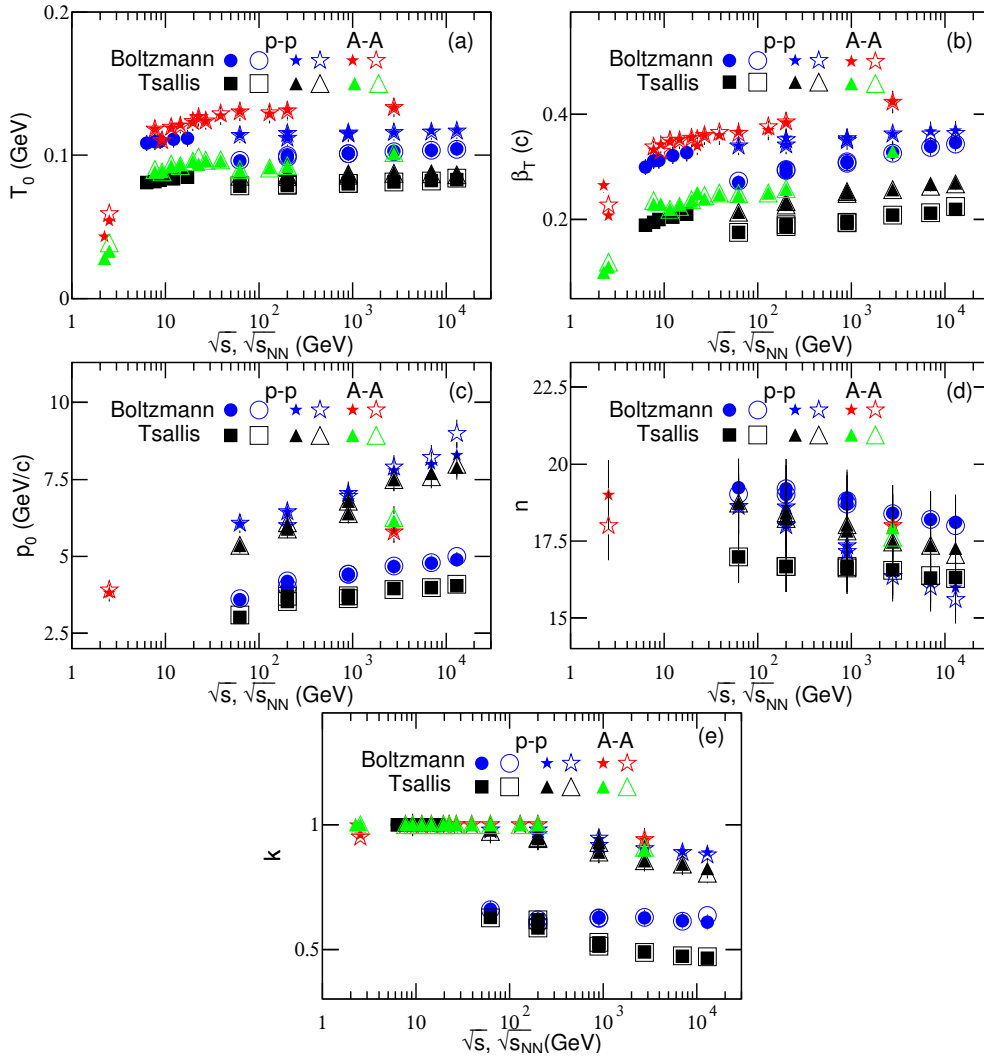 0.2
(a)
p-p A-A
Boltzmann
Tsallis
0.1
0
T0 (GeV)
1 10 10^2 10^3 10^4
√s, √sNN (GeV)
(b)
p-p A-A
Boltzmann
Tsallis
0.4
0.2
βT (c)
1 10 10^2 10^3 10^4
√s, √sNN (GeV)
(c)
p-p A-A
Boltzmann
Tsallis
10
7.5
5
2.5
p0 (GeV/c)
1 10 10^2 10^3 10^4
√s, √sNN (GeV)
(d)
p-p A-A
Boltzmann
Tsallis
22.5
20
17.5
15
n
1 10 10^2 10^3 10^4
√s, √sNN (GeV)
(e)
p-p A-A
Boltzmann
Tsallis
1
0.5
k
1 10 10^2 10^3 10^4
√s, √sNN(GeV)